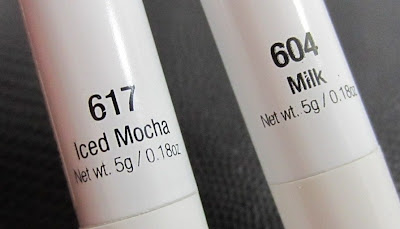 617
Iced Mocha
Net wt. 5g / 0.18oz
604
Milk
Net wt. 5g / 0.18oz